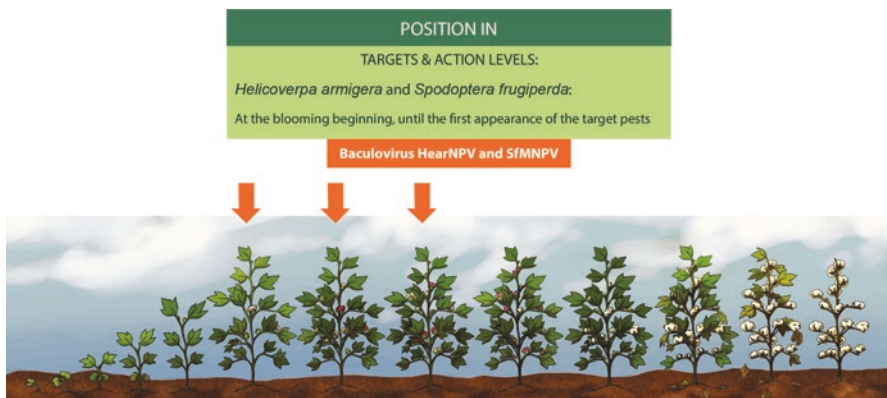 POSITION IN
TARGETS & ACTION LEVELS:
Helicoverpa armigera and Spodoptera frugiperda:
At the blooming beginning, until the first appearance of the target pests
Baculovirus HearNPV and SfMNPV